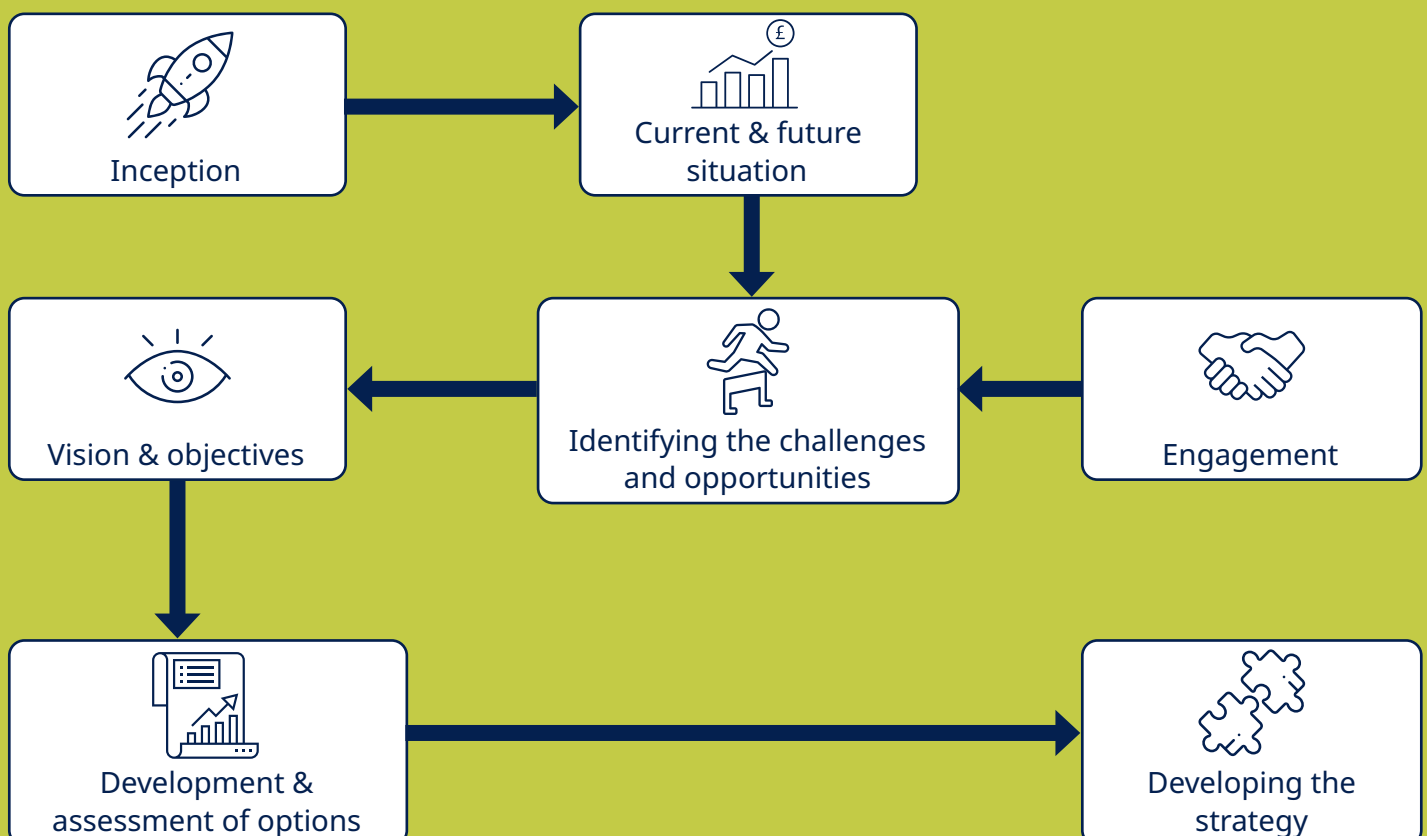 £
Inception
Current & future
situation
Vision & objectives
Identifying the challenges
and opportunities
Engagement
Development &
assessment of options
Developing the
strategy